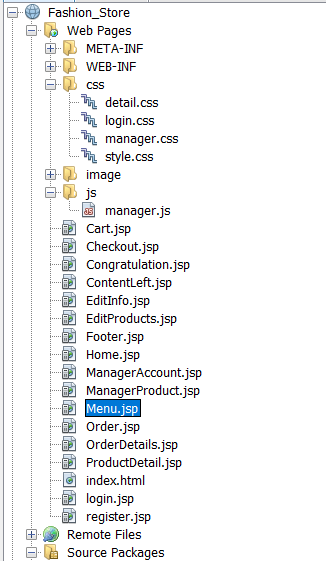 Fashion_Store
Web Pages
META-INF
WEB-INF
css
detail.css
login.css
manager.css
style.css
image
js
manager.js
Cart.jsp
Checkout.jsp
Congratulation.jsp
ContentLeft.jsp
EditInfo.jsp
EditProducts.jsp
Footer.jsp
Home.jsp
ManagerAccount.jsp
ManagerProduct.jsp
Menu.jsp
Order.jsp
OrderDetails.jsp
ProductDetail.jsp
index.html
login.jsp
register.jsp
Remote Files
Source Packages